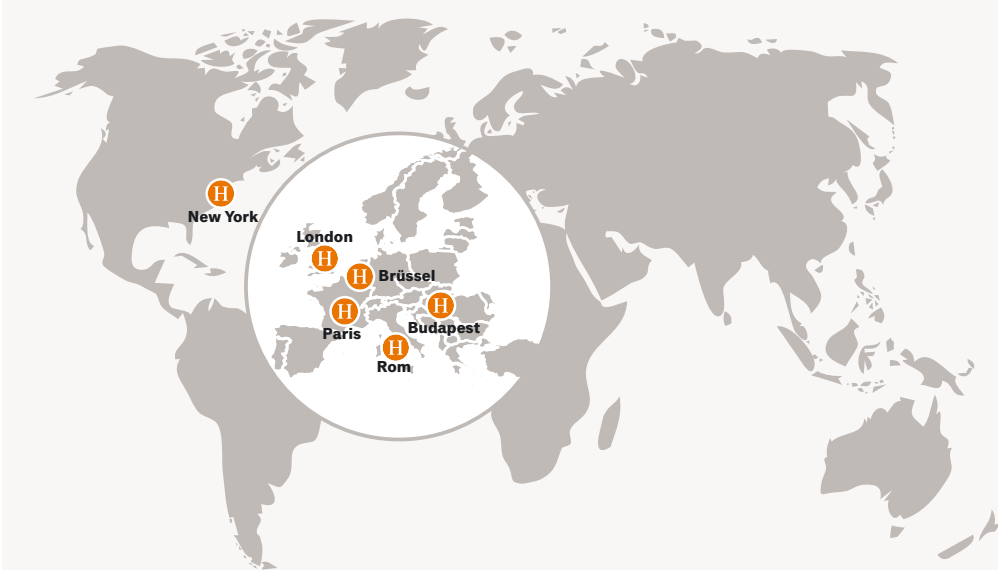 H
New York
London
H
H Brüssel
H
H
Budapest
Paris
H
Rom